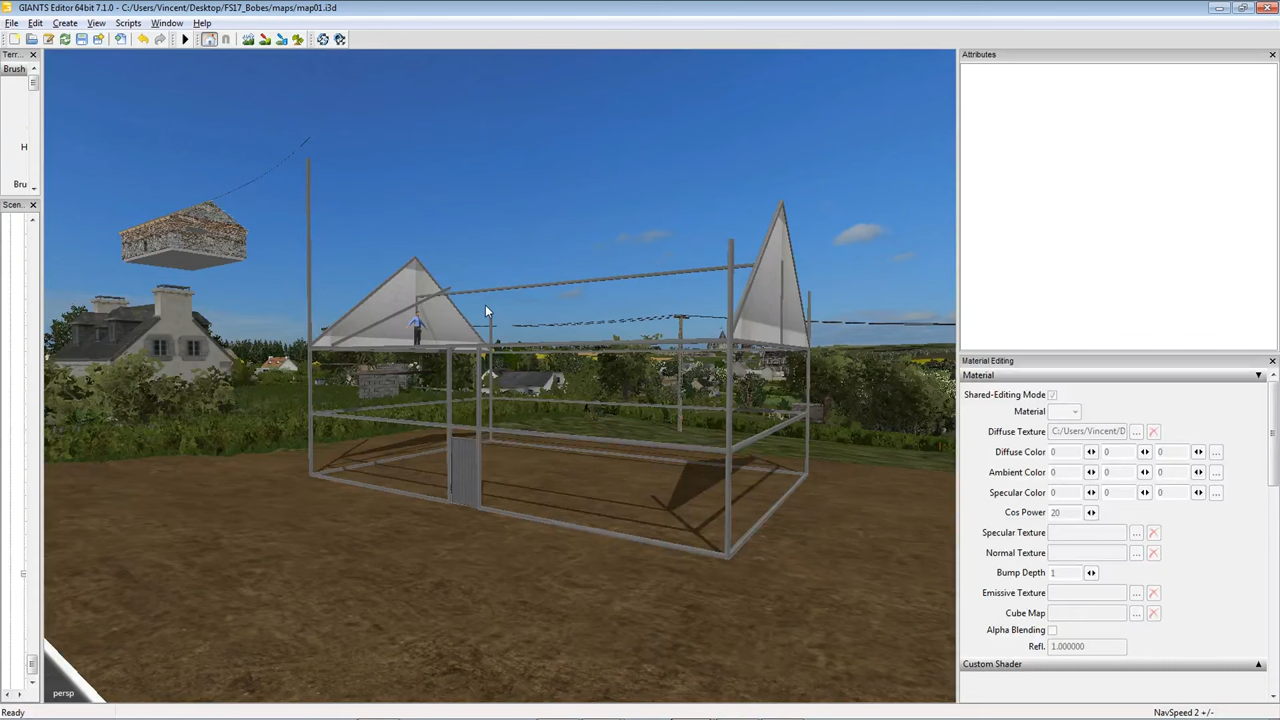 GIANTS Editor 64bit 7.1.0 - C:/Users/Vincent/Desktop/FS17_Bobes/maps/map01.i3d
File Edit Create View Scripts Window Help
Terr...
Brush
H
Bru
Scen...
persp
Ready
Attributes
Material Editing
Material
Shared-Editing Mode
Material
Diffuse Texture C:/Users/Vincent/D ...
Diffuse Color 0 0 0 ...
Ambient Color 0 0 0 ...
Specular Color 0 0 0 ...
Cos Power 20
Specular Texture ...
Normal Texture ...
Bump Depth 1
Emissive Texture ...
Cube Map ...
Alpha Blending
Refl. 1.000000
Custom Shader
NavSpeed 2 +/-